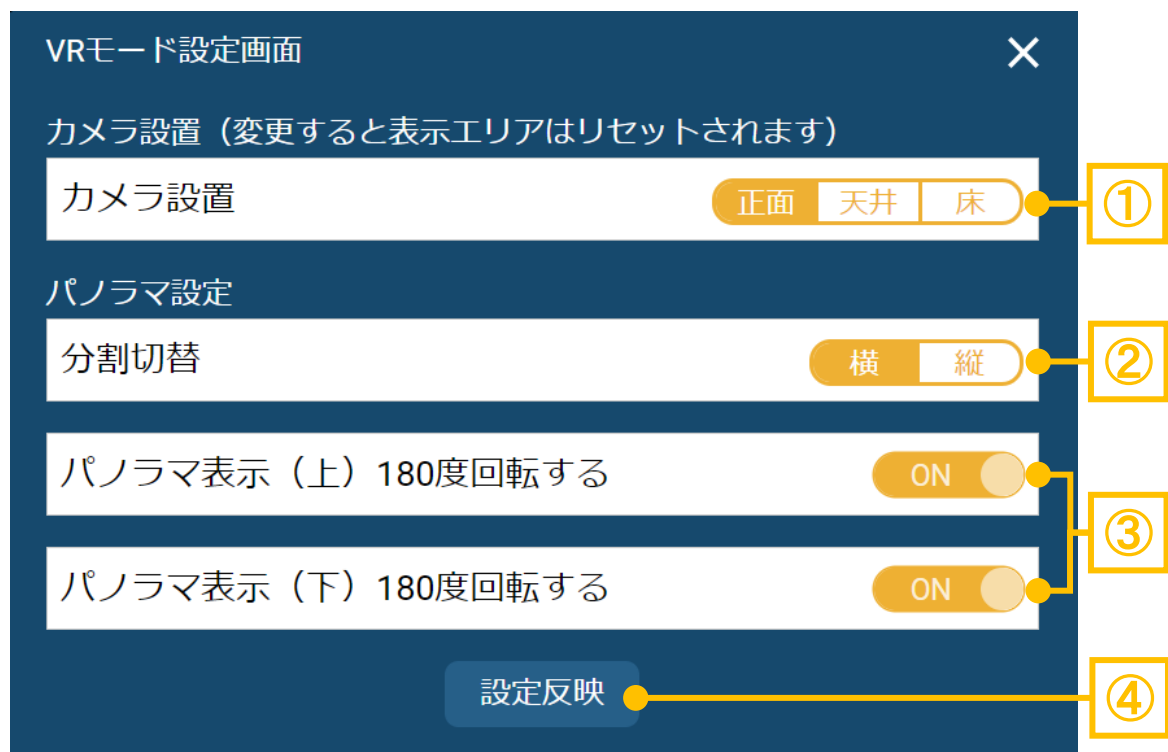 VRモード設定画面 ×
カメラ設置（変更すると表示エリアはリセットされます）
カメラ設置 正面 天井 床 ①
パノラマ設定
分割切替 横 縦 ②
パノラマ表示（上）180度回転する ON
③
パノラマ表示（下）180度回転する ON
設定反映 ④